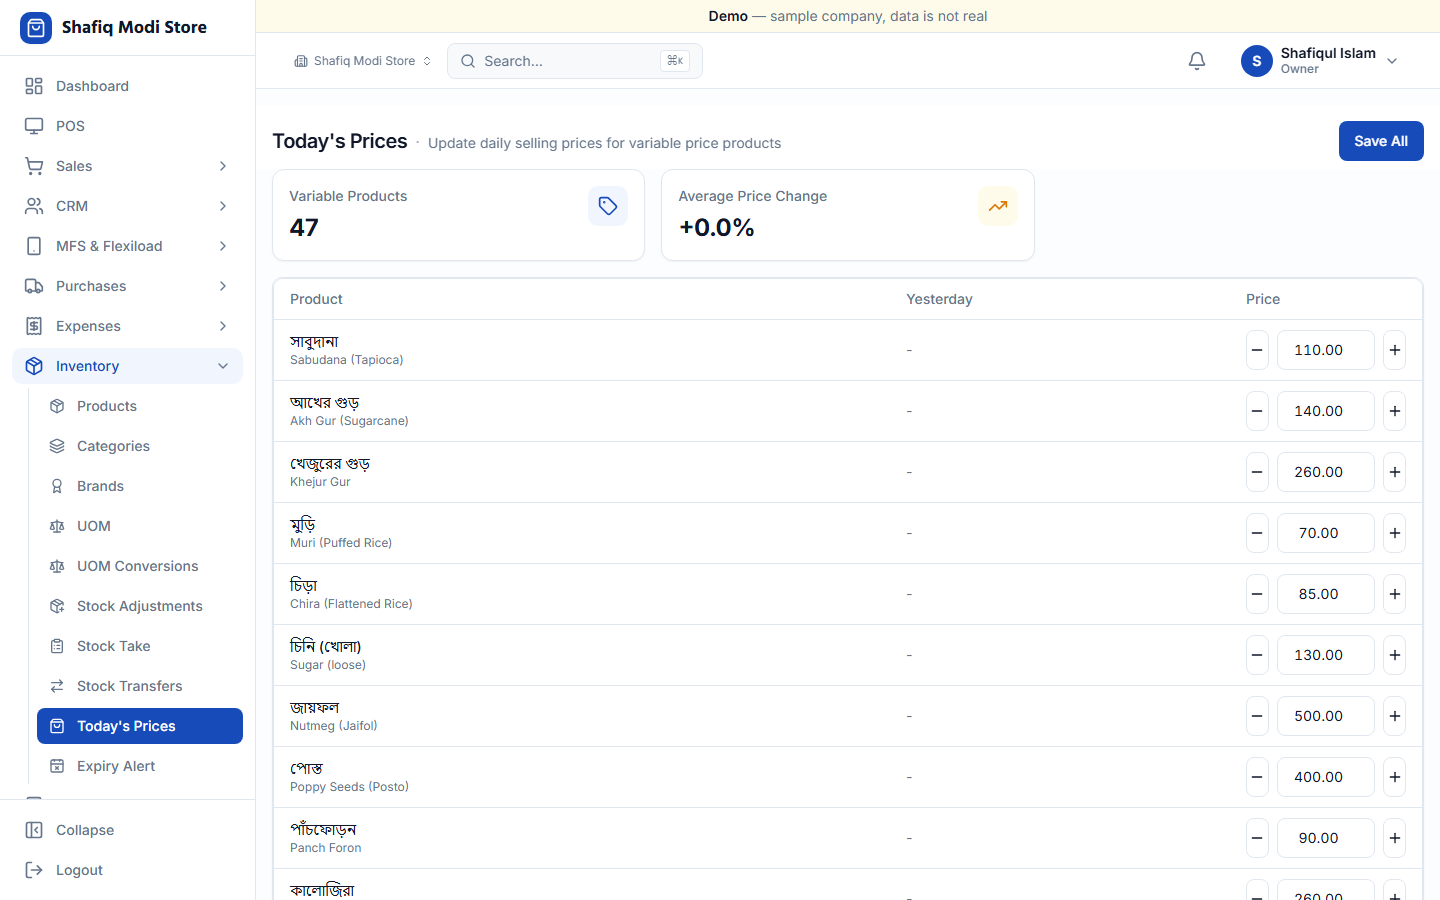 Shafiq Modi Store
Demo — sample company, data is not real
Shafiq Modi Store
Search...
⌘K
S
Shafiqul Islam
Owner
Dashboard
POS
Sales
CRM
MFS & Flexiload
Purchases
Expenses
Inventory
Products
Categories
Brands
UOM
UOM Conversions
Stock Adjustments
Stock Take
Stock Transfers
Today's Prices
Expiry Alert
Collapse
Logout
Today's Prices · Update daily selling prices for variable price products
Save All
Variable Products
47
Average Price Change
+0.0%
Product Yesterday Price
সাবুদানা
Sabudana (Tapioca)
- − 110.00 +
আখের গুড়
Akh Gur (Sugarcane)
- − 140.00 +
খেজুরের গুড়
Khejur Gur
- − 260.00 +
মুড়ি
Muri (Puffed Rice)
- − 70.00 +
চিড়া
Chira (Flattened Rice)
- − 85.00 +
চিনি (খোলা)
Sugar (loose)
- − 130.00 +
জায়ফল
Nutmeg (Jaifol)
- − 500.00 +
পোস্ত
Poppy Seeds (Posto)
- − 400.00 +
পাঁচফোড়ন
Panch Foron
- − 90.00 +
কালোজিরা
- − 260.00 +